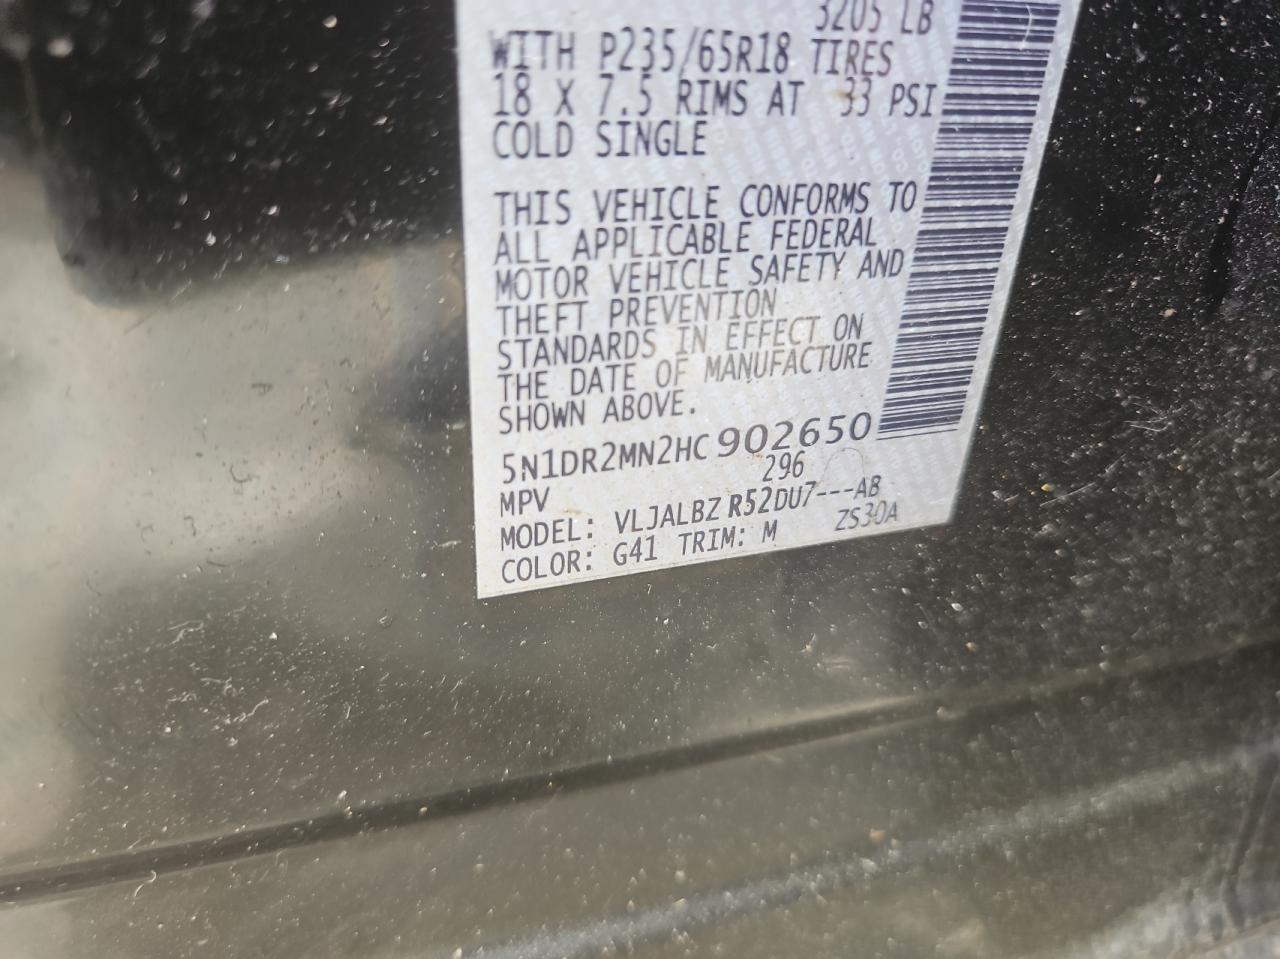 3205 LB
WITH P235/65R18 TIRES
18 X 7.5 RIMS AT 33 PSI
COLD SINGLE
THIS VEHICLE CONFORMS TO
ALL APPLICABLE FEDERAL
MOTOR VEHICLE SAFETY AND
THEFT PREVENTION
STANDARDS IN EFFECT ON
THE DATE OF MANUFACTURE
SHOWN ABOVE.
5N1DR2MN2HC902650
MPV 296
MODEL: VLJALBZ R52DU7---AB
COLOR: G41 TRIM: M ZS30A